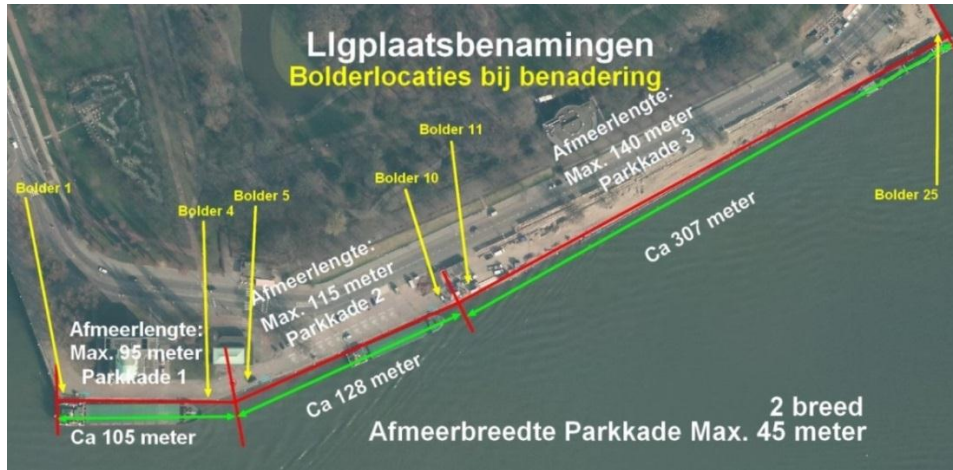 LIgplaatsbenamingen
Bolderlocaties bij benadering
Bolder 1
Bolder 4
Bolder 5
Bolder 10
Bolder 11
Bolder 25
Afmeerlengte:
Max. 95 meter
Parkkade 1
Afmeerlengte:
Max. 115 meter
Parkkade 2
Afmeerlengte:
Max. 140 meter
Parkkade 3
Ca 105 meter
Ca 128 meter
Ca 307 meter
2 breed
Afmeerbreedte Parkkade Max. 45 meter